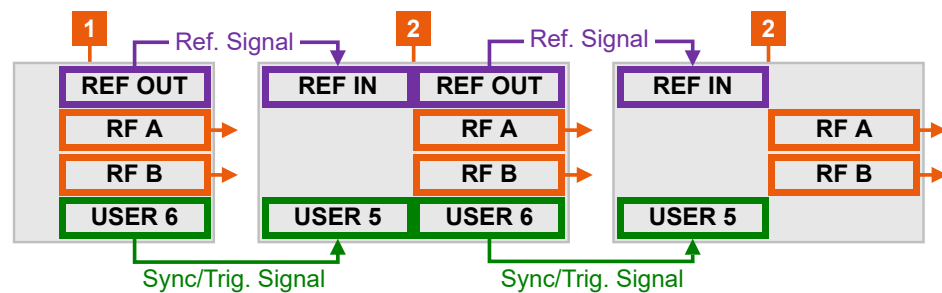 1
Ref. Signal
2
Ref. Signal
2
REF OUT
REF IN
REF OUT
REF IN
RF A
RF A
RF A
RF B
RF B
RF B
USER 6
USER 5
USER 6
USER 5
Sync/Trig. Signal
Sync/Trig. Signal